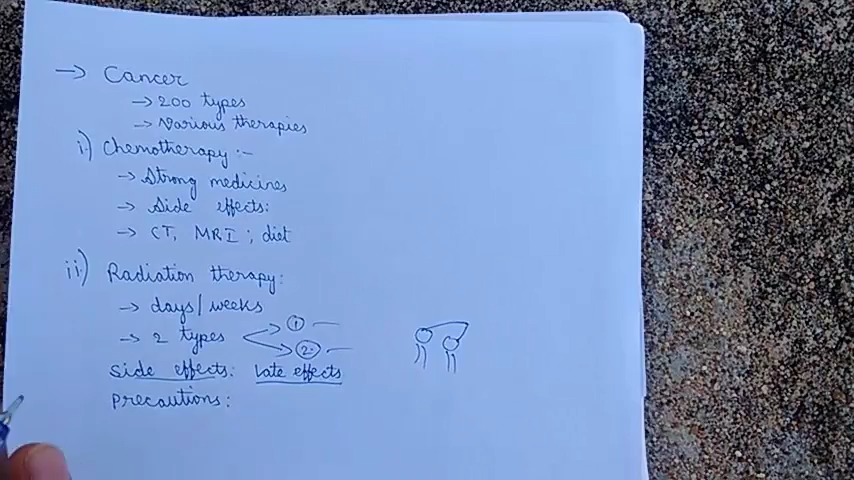 → Cancer
→ 200 types
→ Various therapies
i.) Chemotherapy :-
→ Strong medicines
→ Side effects:
→ CT, MRI ; diet
ii.) Radiation therapy:
→ days/weeks
→ 2 types
①
②
Side effects: Late effects
Precautions: